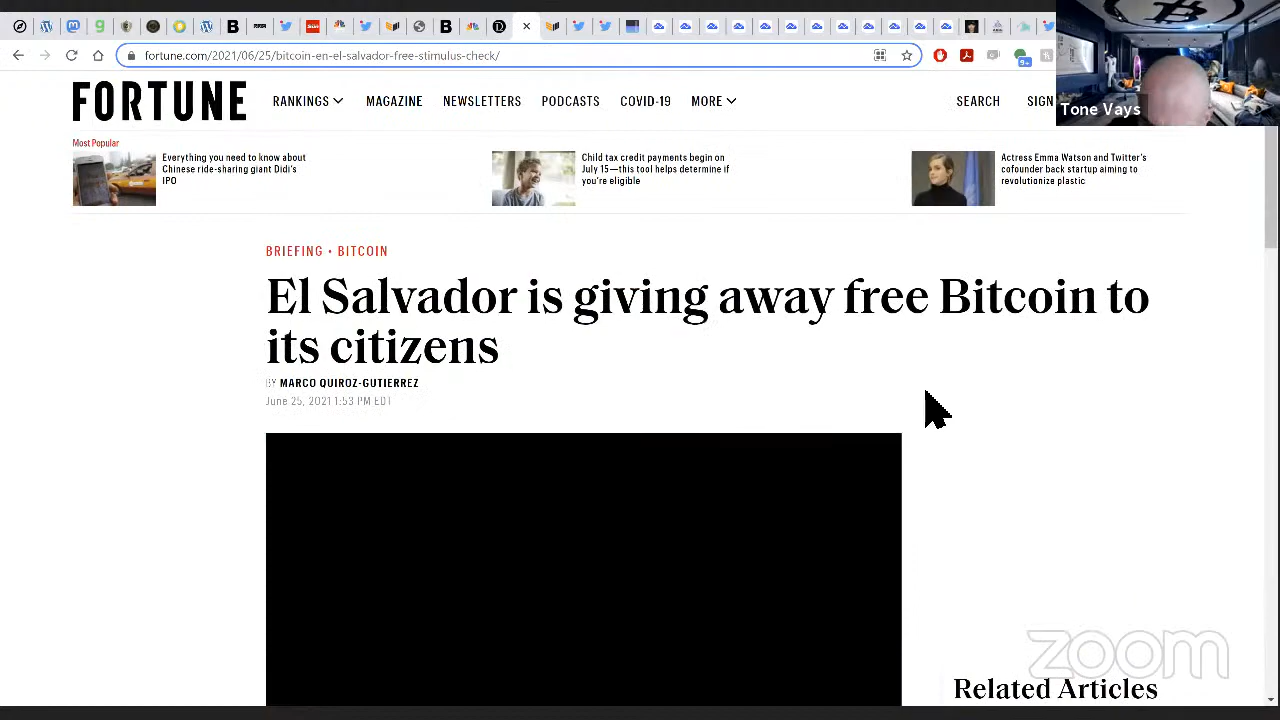 fortune.com/2021/06/25/bitcoin-en-el-salvador-free-stimulus-check/
9+
Tone Vays
FORTUNE
RANKINGS
MAGAZINE
NEWSLETTERS
PODCASTS
COVID-19
MORE
SEARCH
SIGN
Most Popular
Everything you need to know about
Chinese ride-sharing giant Didi's
IPO
Child tax credit payments begin on
July 15—this tool helps determine if
you're eligible
Actress Emma Watson and Twitter's
cofounder back startup aiming to
revolutionize plastic
BRIEFING • BITCOIN
El Salvador is giving away free Bitcoin to
its citizens
BY MARCO QUIROZ-GUTIERREZ
June 25, 2021 1:53 PM EDT
zoom
Related Articles